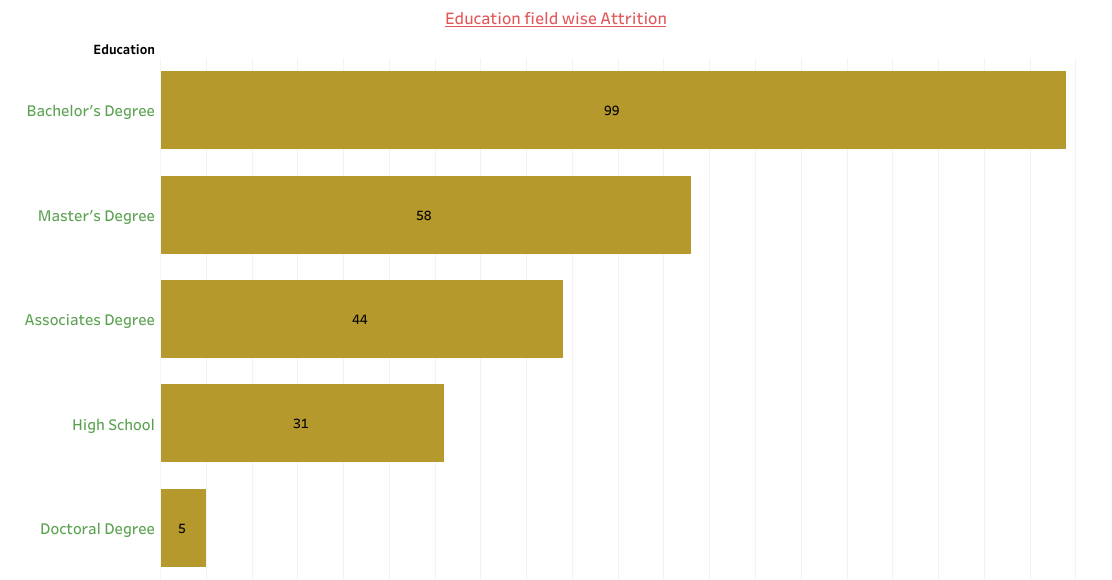 Education field wise Attrition
Education
Bachelor’s Degree
99
Master’s Degree
58
Associates Degree
44
High School
31
Doctoral Degree
5